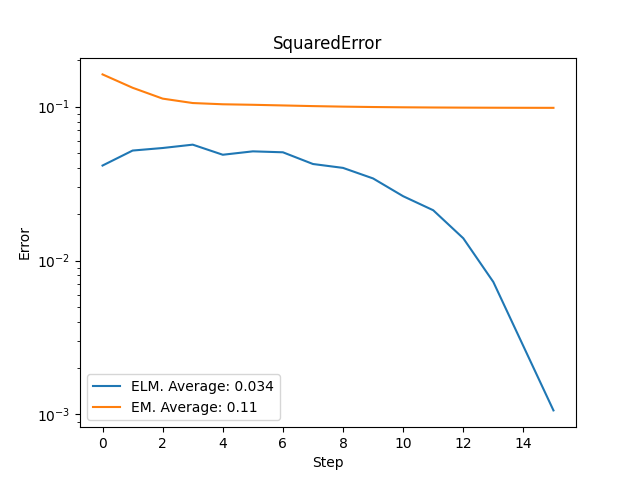 SquaredError
Error
10⁻¹
10⁻²
10⁻³
ELM. Average: 0.034
EM. Average: 0.11
0 2 4 6 8 10 12 14
Step